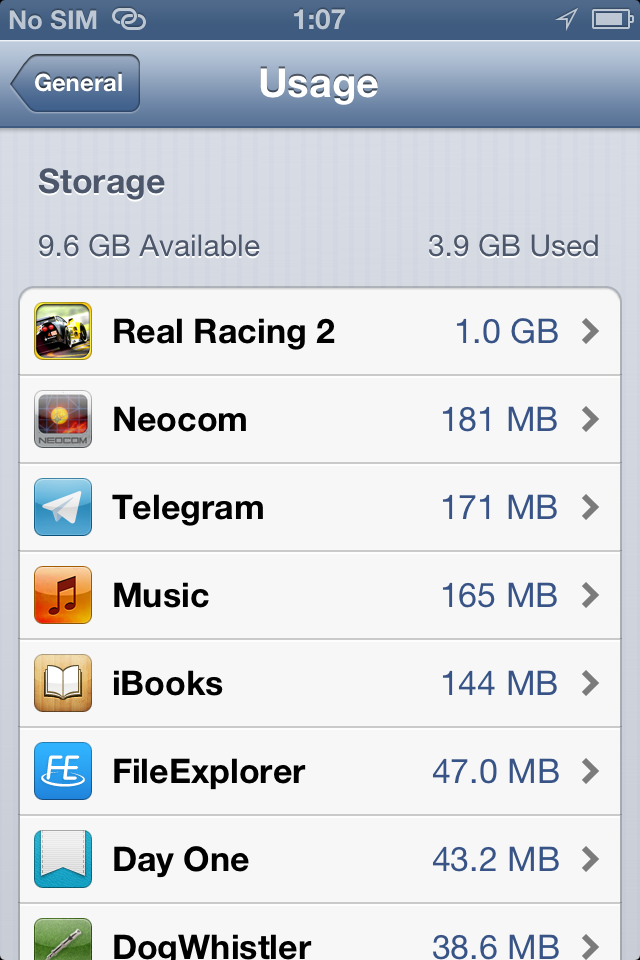 No SIM 1:07
General Usage
Storage
9.6 GB Available 3.9 GB Used
Real Racing 2 1.0 GB
NEOCOM Neocom 181 MB
Telegram 171 MB
Music 165 MB
iBooks 144 MB
FE FileExplorer 47.0 MB
Day One 43.2 MB
DogWhistler 38.6 MB